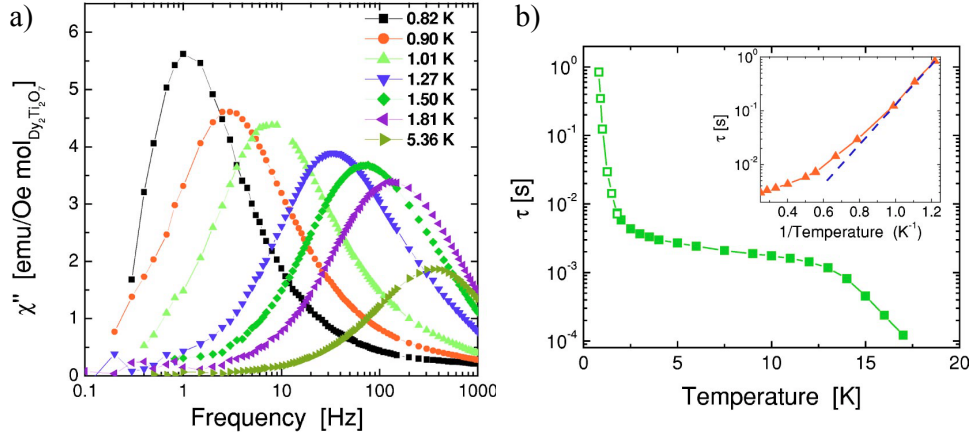 a)
χ" [emu/Oe mol Dy2Ti2O7]
6
5
4
3
2
1
0
0.1 1 10 100 1000
Frequency [Hz]
0.82 K
0.90 K
1.01 K
1.27 K
1.50 K
1.81 K
5.36 K
b)
τ [s]
10^0
10^-1
10^-2
10^-3
10^-4
0 5 10 15 20
Temperature [K]
τ [s]
10^0
10^-1
10^-2
0.4 0.6 0.8 1.0 1.2
1/Temperature (K^-1)